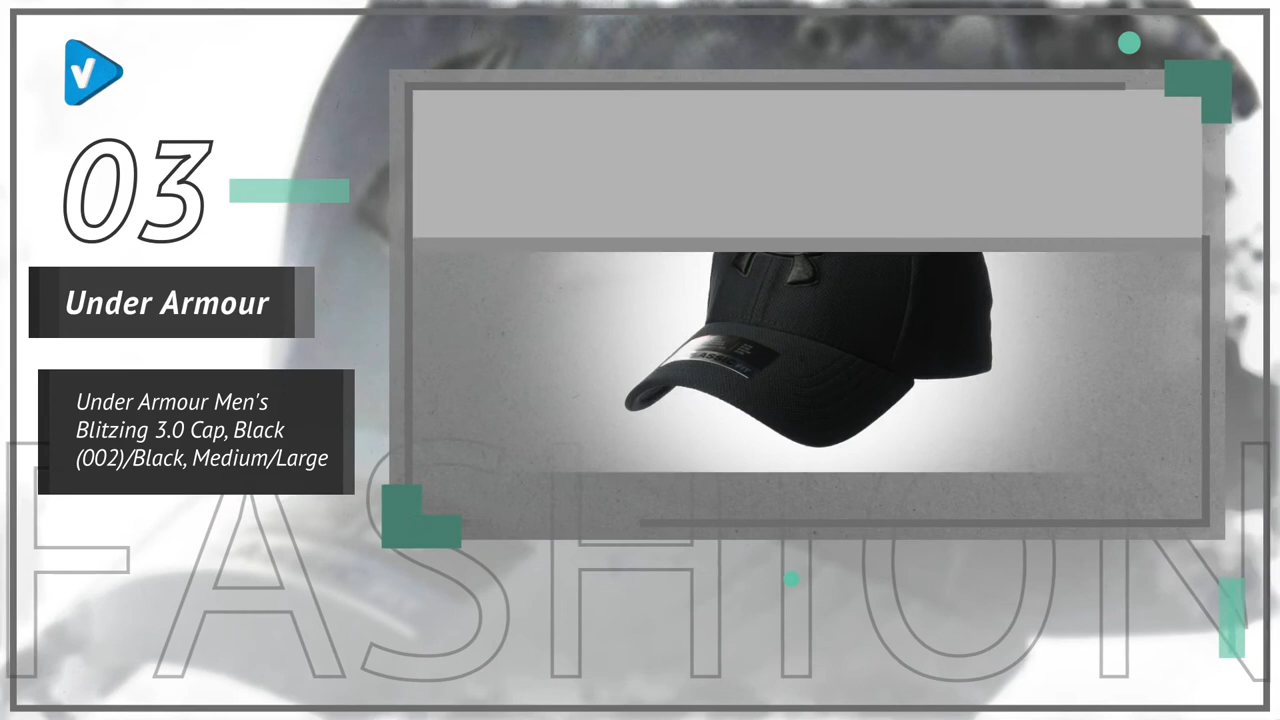 03
Under Armour
Under Armour Men's
Blitzing 3.0 Cap, Black
(002)/Black, Medium/Large
FASHION